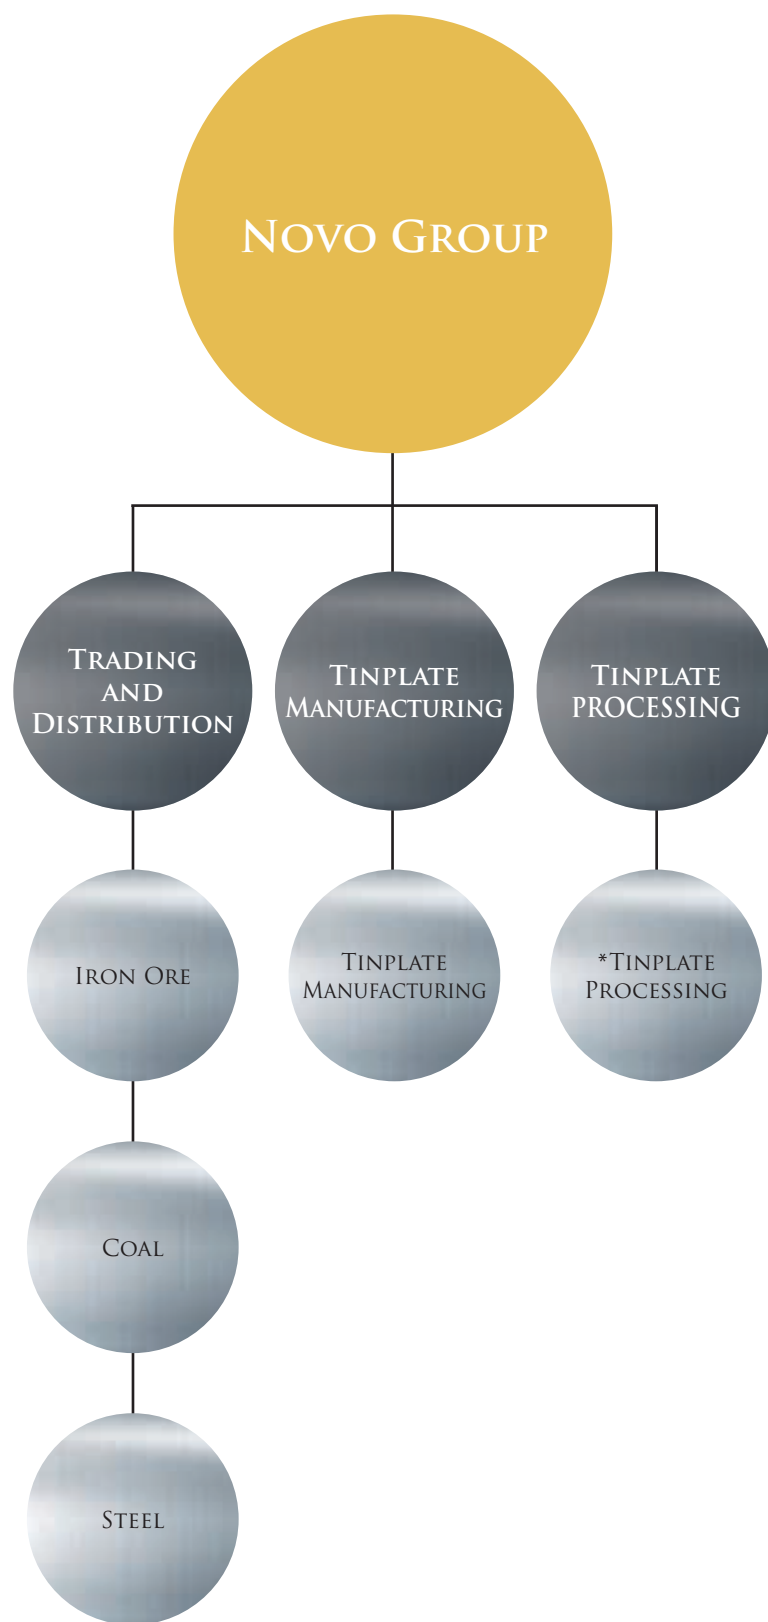 Novo Group
Trading
and
Distribution
Tinplate
Manufacturing
Tinplate
processing
Iron Ore
Tinplate
Manufacturing
*Tinplate
Processing
Coal
Steel